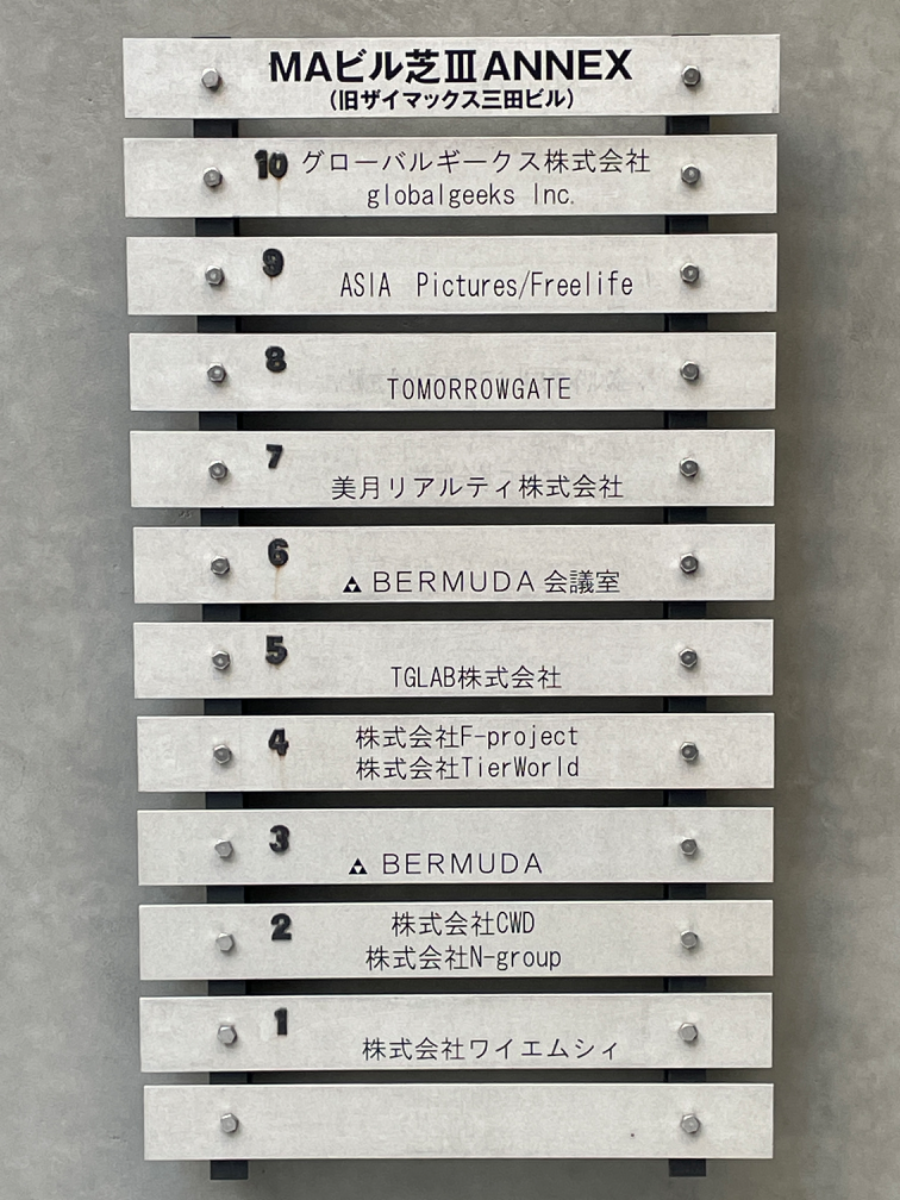 MAビル芝Ⅲ ANNEX
(旧ザイマックス三田ビル)
10 グローバルギークス株式会社
globalgeeks Inc.
9
ASIA Pictures/Freelife
8
TOMORROWGATE
7
美月リアルティ株式会社
6
BERMUDA 会議室
5
TGLAB株式会社
4 株式会社F-project
株式会社TierWorld
3
BERMUDA
2 株式会社CWD
株式会社N-group
1
株式会社ワイエムシィ